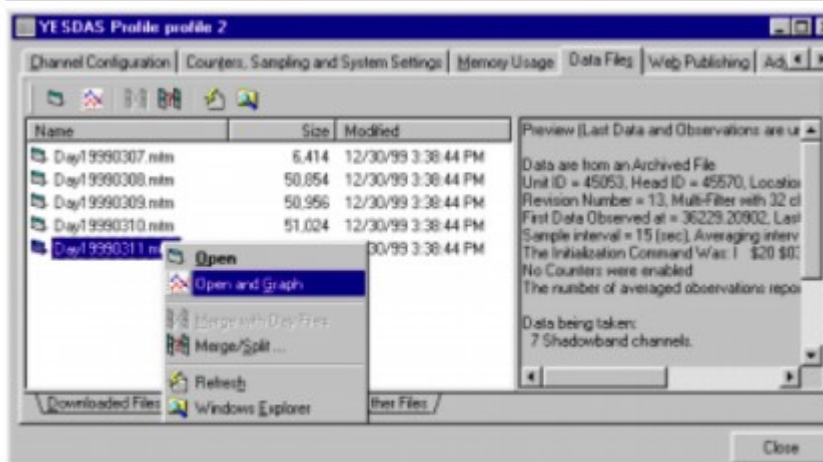 YESDAS Profile profile 2
Channel Configuration Counters, Sampling and System Settings Memory Usage Data Files Web Publishing
Name Size Modified
Day19990307.mtm 6,414 12/30/99 3:38:44 PM
Day19990308.mtm 50,854 12/30/99 3:38:44 PM
Day19990309.mtm 50,956 12/30/99 3:38:44 PM
Day19990310.mtm 51,024 12/30/99 3:38:44 PM
Day19990311 30/99 3:38:44 PM
Open
Open and Graph
Merge with Day Files
Merge/Split ...
Refresh
Windows Explorer
Downloaded Files ther Files
Preview (Last Data and Observations are
Data are from an Archived File
Unit ID = 45053, Head ID = 45570, Location
Revision Number = 13, Multi-Filter with 32
First Data Observed at = 36229.20902, Last
Sample interval = 15 (sec), Averaging interv
The Initialization Command Was: I $20
No Counters were enabled
The number of averaged observations repo
Data being taken:
7 Shadowband channels.
Close